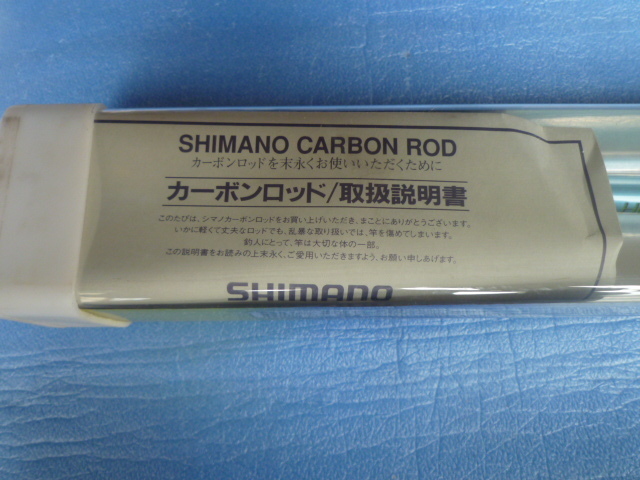 SHIMANO CARBON ROD
カーボンロッドを末永くお使いいただくために
カーボンロッド/取扱説明書
このたびは、シマノカーボンロッドをお買い上げいただき、まことにありがとうございます。
いかに軽くて丈夫なロッドでも、乱暴な取り扱いでは、竿を傷めてしまいます。
釣人にとって、竿は大切な体の一部。
この説明書をお読みの上末永く、ご愛用いただきますよう、お願い申しあげます。
SHIMANO